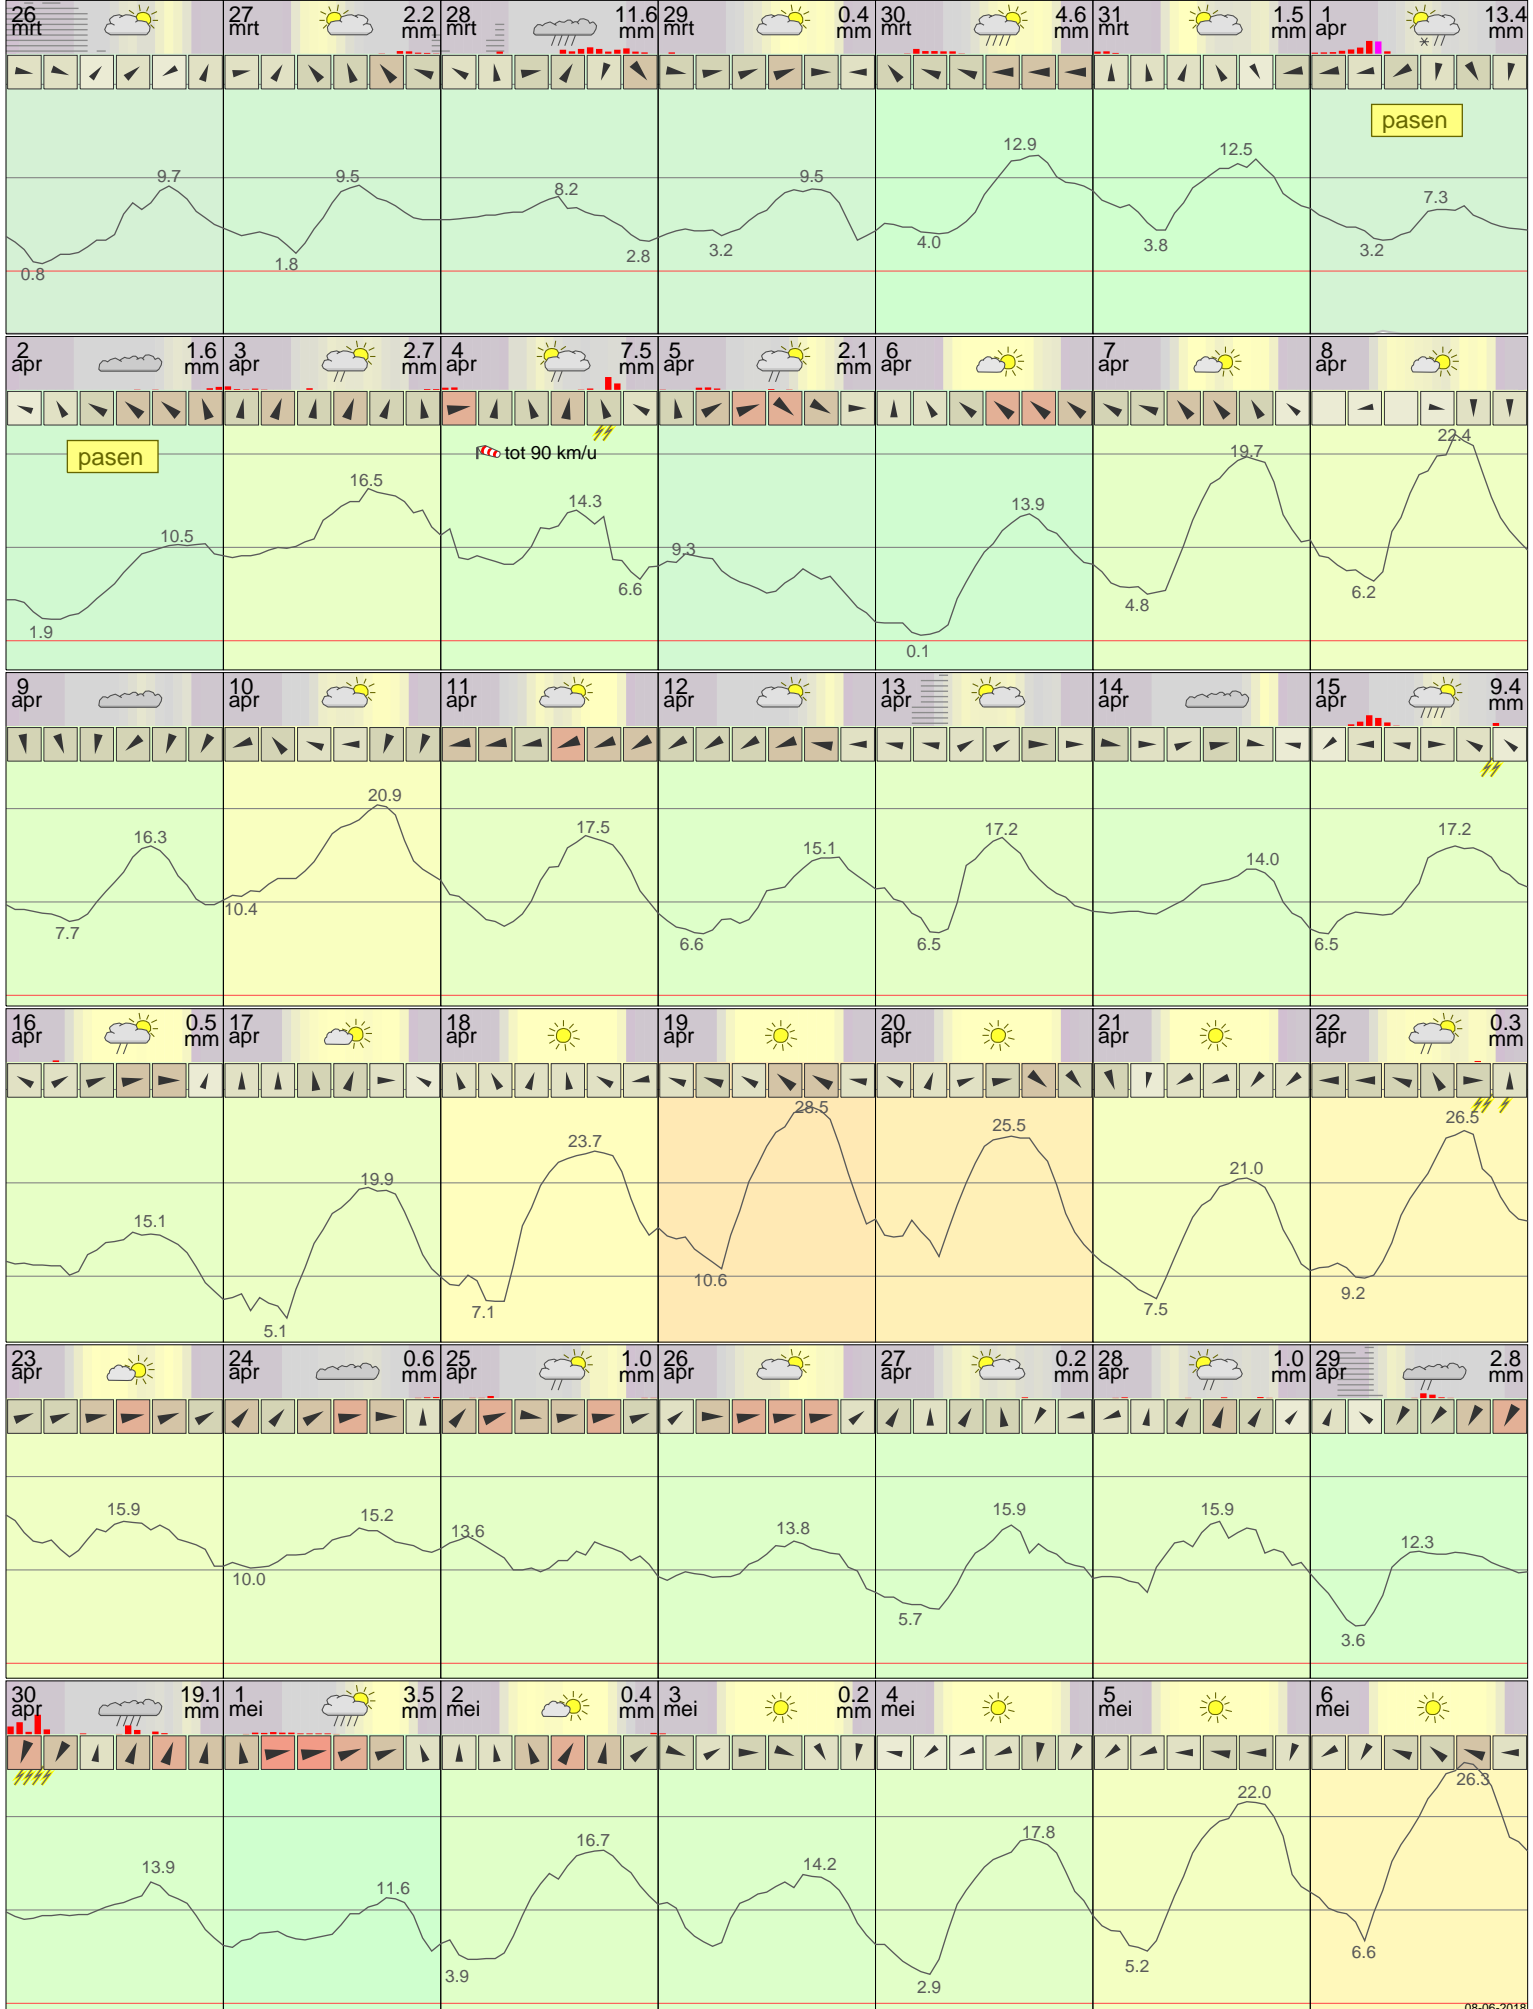 26 mrt
27 mrt 2.2 mm
28 mrt 11.6 mm
29 mrt 0.4 mm
30 mrt 4.6 mm
31 mrt 1.5 mm
1 apr 13.4 mm
pasen
9.7 9.5 8.2 9.5 12.9 12.5 7.3
0.8 1.8 2.8 3.2 4.0 3.8 3.2
2 apr 1.6 mm
3 apr 2.7 mm
4 apr 7.5 mm
5 apr 2.1 mm
6 apr
7 apr
8 apr
pasen
tot 90 km/u
10.5 16.5 14.3 9.3 13.9 19.7 22.4
1.9 6.6 0.1 4.8 6.2
9 apr
10 apr
11 apr
12 apr
13 apr
14 apr
15 apr 9.4 mm
16.3 20.9 17.5 15.1 17.2 14.0 17.2
7.7 10.4 6.6 6.5 6.5
16 apr 0.5 mm
17 apr
18 apr
19 apr
20 apr
21 apr
22 apr 0.3 mm
15.1 19.9 23.7 28.5 25.5 21.0 26.5
5.1 7.1 10.6 7.5 9.2
23 apr
24 apr 0.6 mm
25 apr 1.0 mm
26 apr
27 apr 0.2 mm
28 apr 1.0 mm
29 apr 2.8 mm
15.9 15.2 13.6 13.8 15.9 15.9 12.3
10.0 5.7 3.6
30 apr 19.1 mm
1 mei 3.5 mm
2 mei 0.4 mm
3 mei 0.2 mm
4 mei
5 mei
6 mei
13.9 11.6 16.7 14.2 17.8 22.0 26.3
3.9 2.9 5.2 6.6
08-06-2018